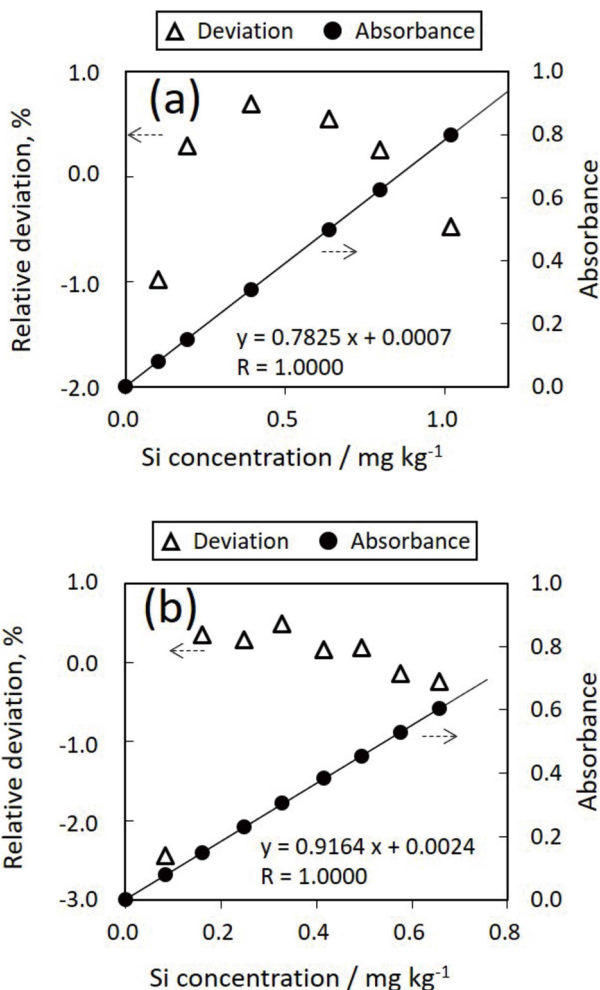 Deviation Absorbance
(a)
1.0
0.0
-1.0
-2.0
Relative deviation, %
1.0
0.8
0.6
0.4
0.2
0.0
Absorbance
y = 0.7825 x + 0.0007
R = 1.0000
0.0 0.5 1.0
Si concentration / mg kg⁻¹
Deviation Absorbance
(b)
1.0
0.0
-1.0
-2.0
-3.0
Relative deviation, %
1.0
0.8
0.6
0.4
0.2
0.0
Absorbance
y = 0.9164 x + 0.0024
R = 1.0000
0.0 0.2 0.4 0.6 0.8
Si concentration / mg kg⁻¹